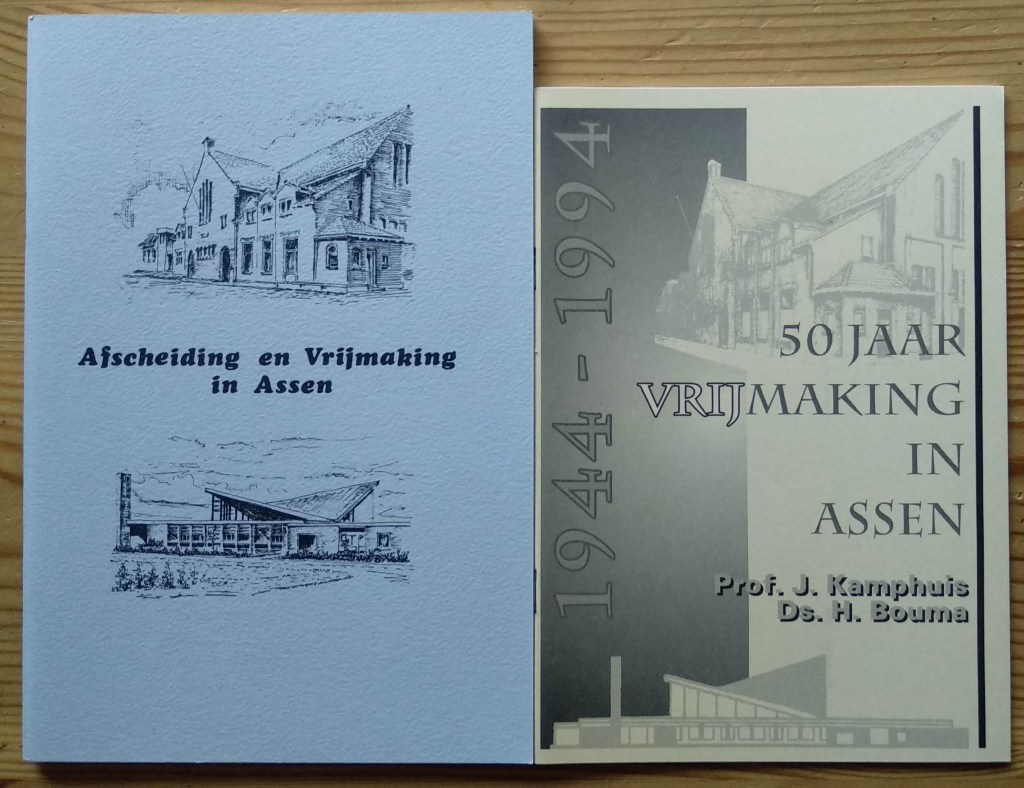 Afscheiding en Vrijmaking
in Assen
1944 - 1994
50 JAAR
VRIJMAKING
IN
ASSEN
Prof. J. Kamphuis
Ds. H. Bouma